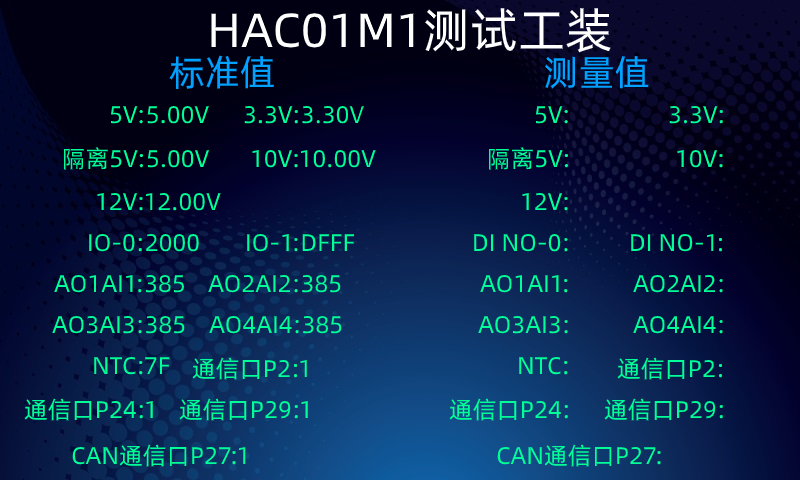 HAC01M1测试工装
标准值 测量值
5V:5.00V 3.3V:3.30V 5V: 3.3V:
隔离5V:5.00V 10V:10.00V 隔离5V: 10V:
12V:12.00V 12V:
IO-0:2000 IO-1:DFFF DI NO-0: DI NO-1:
AO1AI1:385 AO2AI2:385 AO1AI1: AO2AI2:
AO3AI3:385 AO4AI4:385 AO3AI3: AO4AI4:
NTC:7F 通信口P2:1 NTC: 通信口P2:
通信口P24:1 通信口P29:1 通信口P24: 通信口P29:
CAN通信口P27:1 CAN通信口P27: